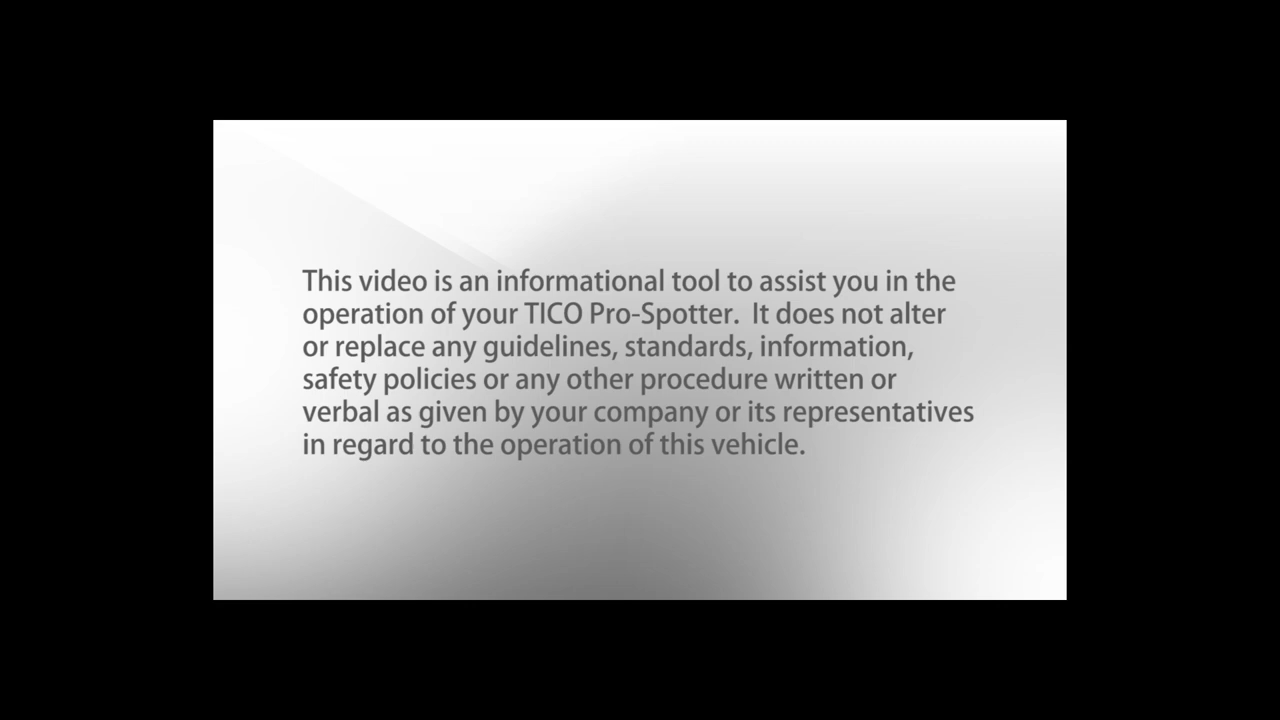 This video is an informational tool to assist you in the
operation of your TICO Pro-Spotter.  It does not alter
or replace any guidelines, standards, information,
safety policies or any other procedure written or
verbal as given by your company or its representatives
in regard to the operation of this vehicle.